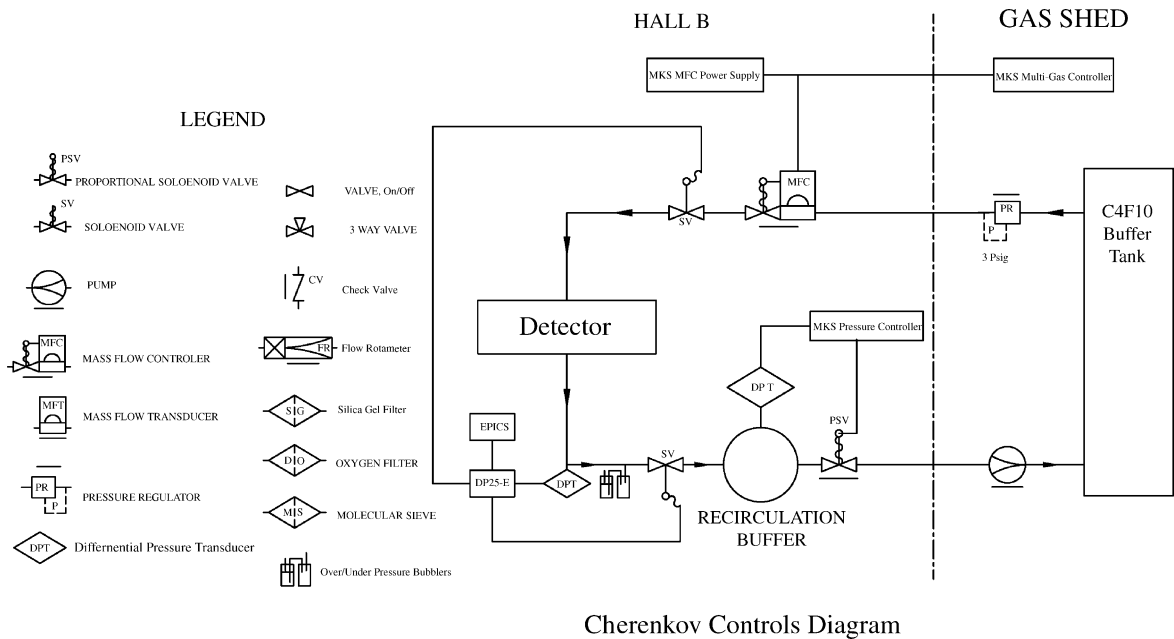 HALL B
GAS SHED
MKS MFC Power Supply
MKS Multi-Gas Controller
LEGEND
PSV
PROPORTIONAL SOLOENOID VALVE
SV
SOLOENOID VALVE
PUMP
MFC
MASS FLOW CONTROLER
MFT
MASS FLOW TRANSDUCER
PR
P
PRESSURE REGULATOR
DPT
Differnential Pressure Transducer
VALVE, On/Off
3 WAY VALVE
CV
Check Valve
FR
Flow Rotameter
SIG
Silica Gel Filter
DIO
OXYGEN FILTER
MIS
MOLECULAR SIEVE
Over/Under Pressure Bubblers
MFC
SV
PR
P
3 Psig
C4F10
Buffer
Tank
Detector
MKS Pressure Controller
DP T
PSV
EPICS
SV
DP25-E
DPT
RECIRCULATION
BUFFER
Cherenkov Controls Diagram